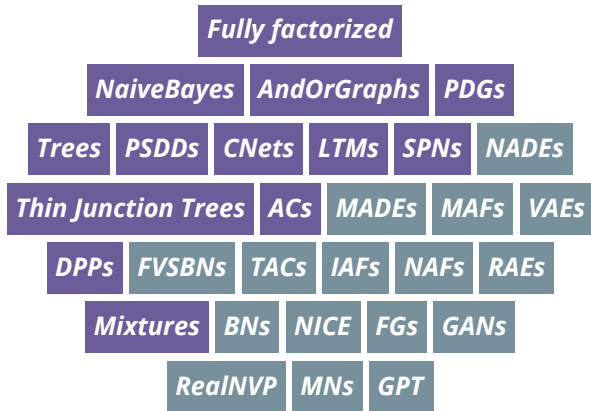 Fully factorized
NaiveBayes AndOrGraphs PDGs
Trees PSDDs CNets LTMs SPNs NADEs
Thin Junction Trees ACs MADEs MAFs VAEs
DPPs FVSBNs TACs IAFs NAFs RAEs
Mixtures BNs NICE FGs GANs
RealNVP MNs GPT